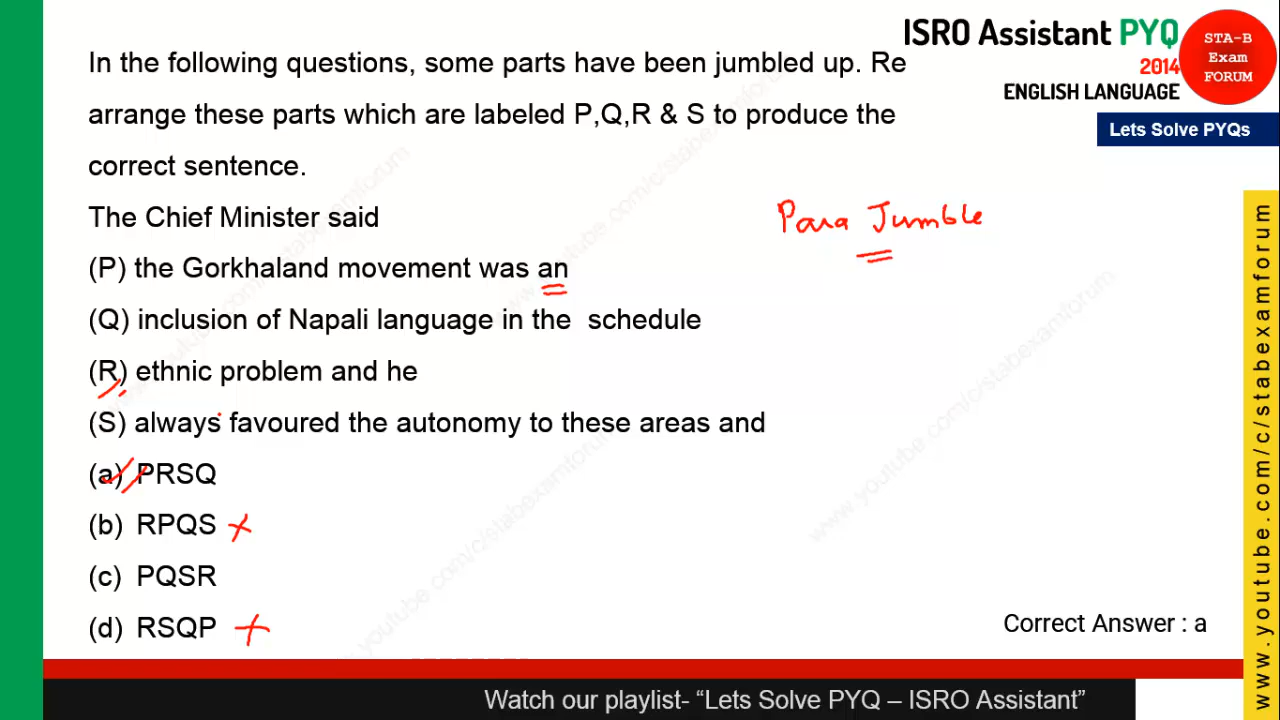 ISRO Assistant PYQ
2014
ENGLISH LANGUAGE
STA-B
Exam
FORUM
Lets Solve PYQs
In the following questions, some parts have been jumbled up. Re
arrange these parts which are labeled P,Q,R & S to produce the
correct sentence.
The Chief Minister said
Para Jumble
(P) the Gorkhaland movement was an
(Q) inclusion of Napali language in the schedule
(R) ethnic problem and he
(S) always favoured the autonomy to these areas and
(a) PRSQ
(b) RPQS
(c) PQSR
(d) RSQP
Correct Answer : a
www.youtube.com/c/stabexamforum
Watch our playlist- “Lets Solve PYQ – ISRO Assistant”